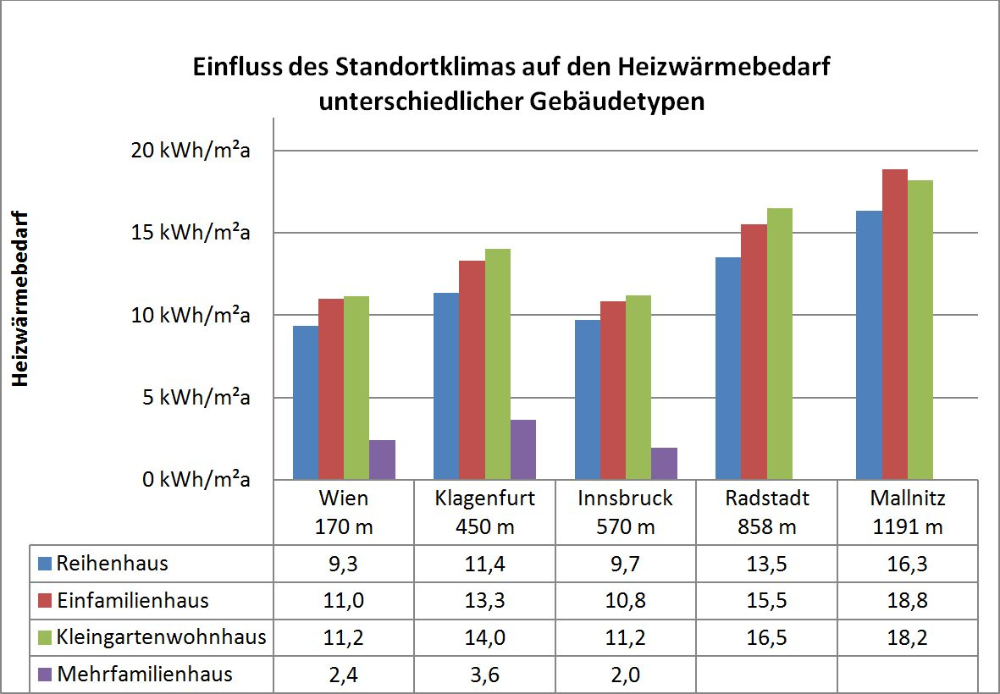 Einfluss des Standortklimas auf den Heizwärmebedarf
unterschiedlicher Gebäudetypen
Heizwärmebedarf
20 kWh/m²a
15 kWh/m²a
10 kWh/m²a
5 kWh/m²a
0 kWh/m²a
Wien Klagenfurt Innsbruck Radstadt Mallnitz
170 m 450 m 570 m 858 m 1191 m
Reihenhaus 9,3 11,4 9,7 13,5 16,3
Einfamilienhaus 11,0 13,3 10,8 15,5 18,8
Kleingartenwohnhaus 11,2 14,0 11,2 16,5 18,2
Mehrfamilienhaus 2,4 3,6 2,0